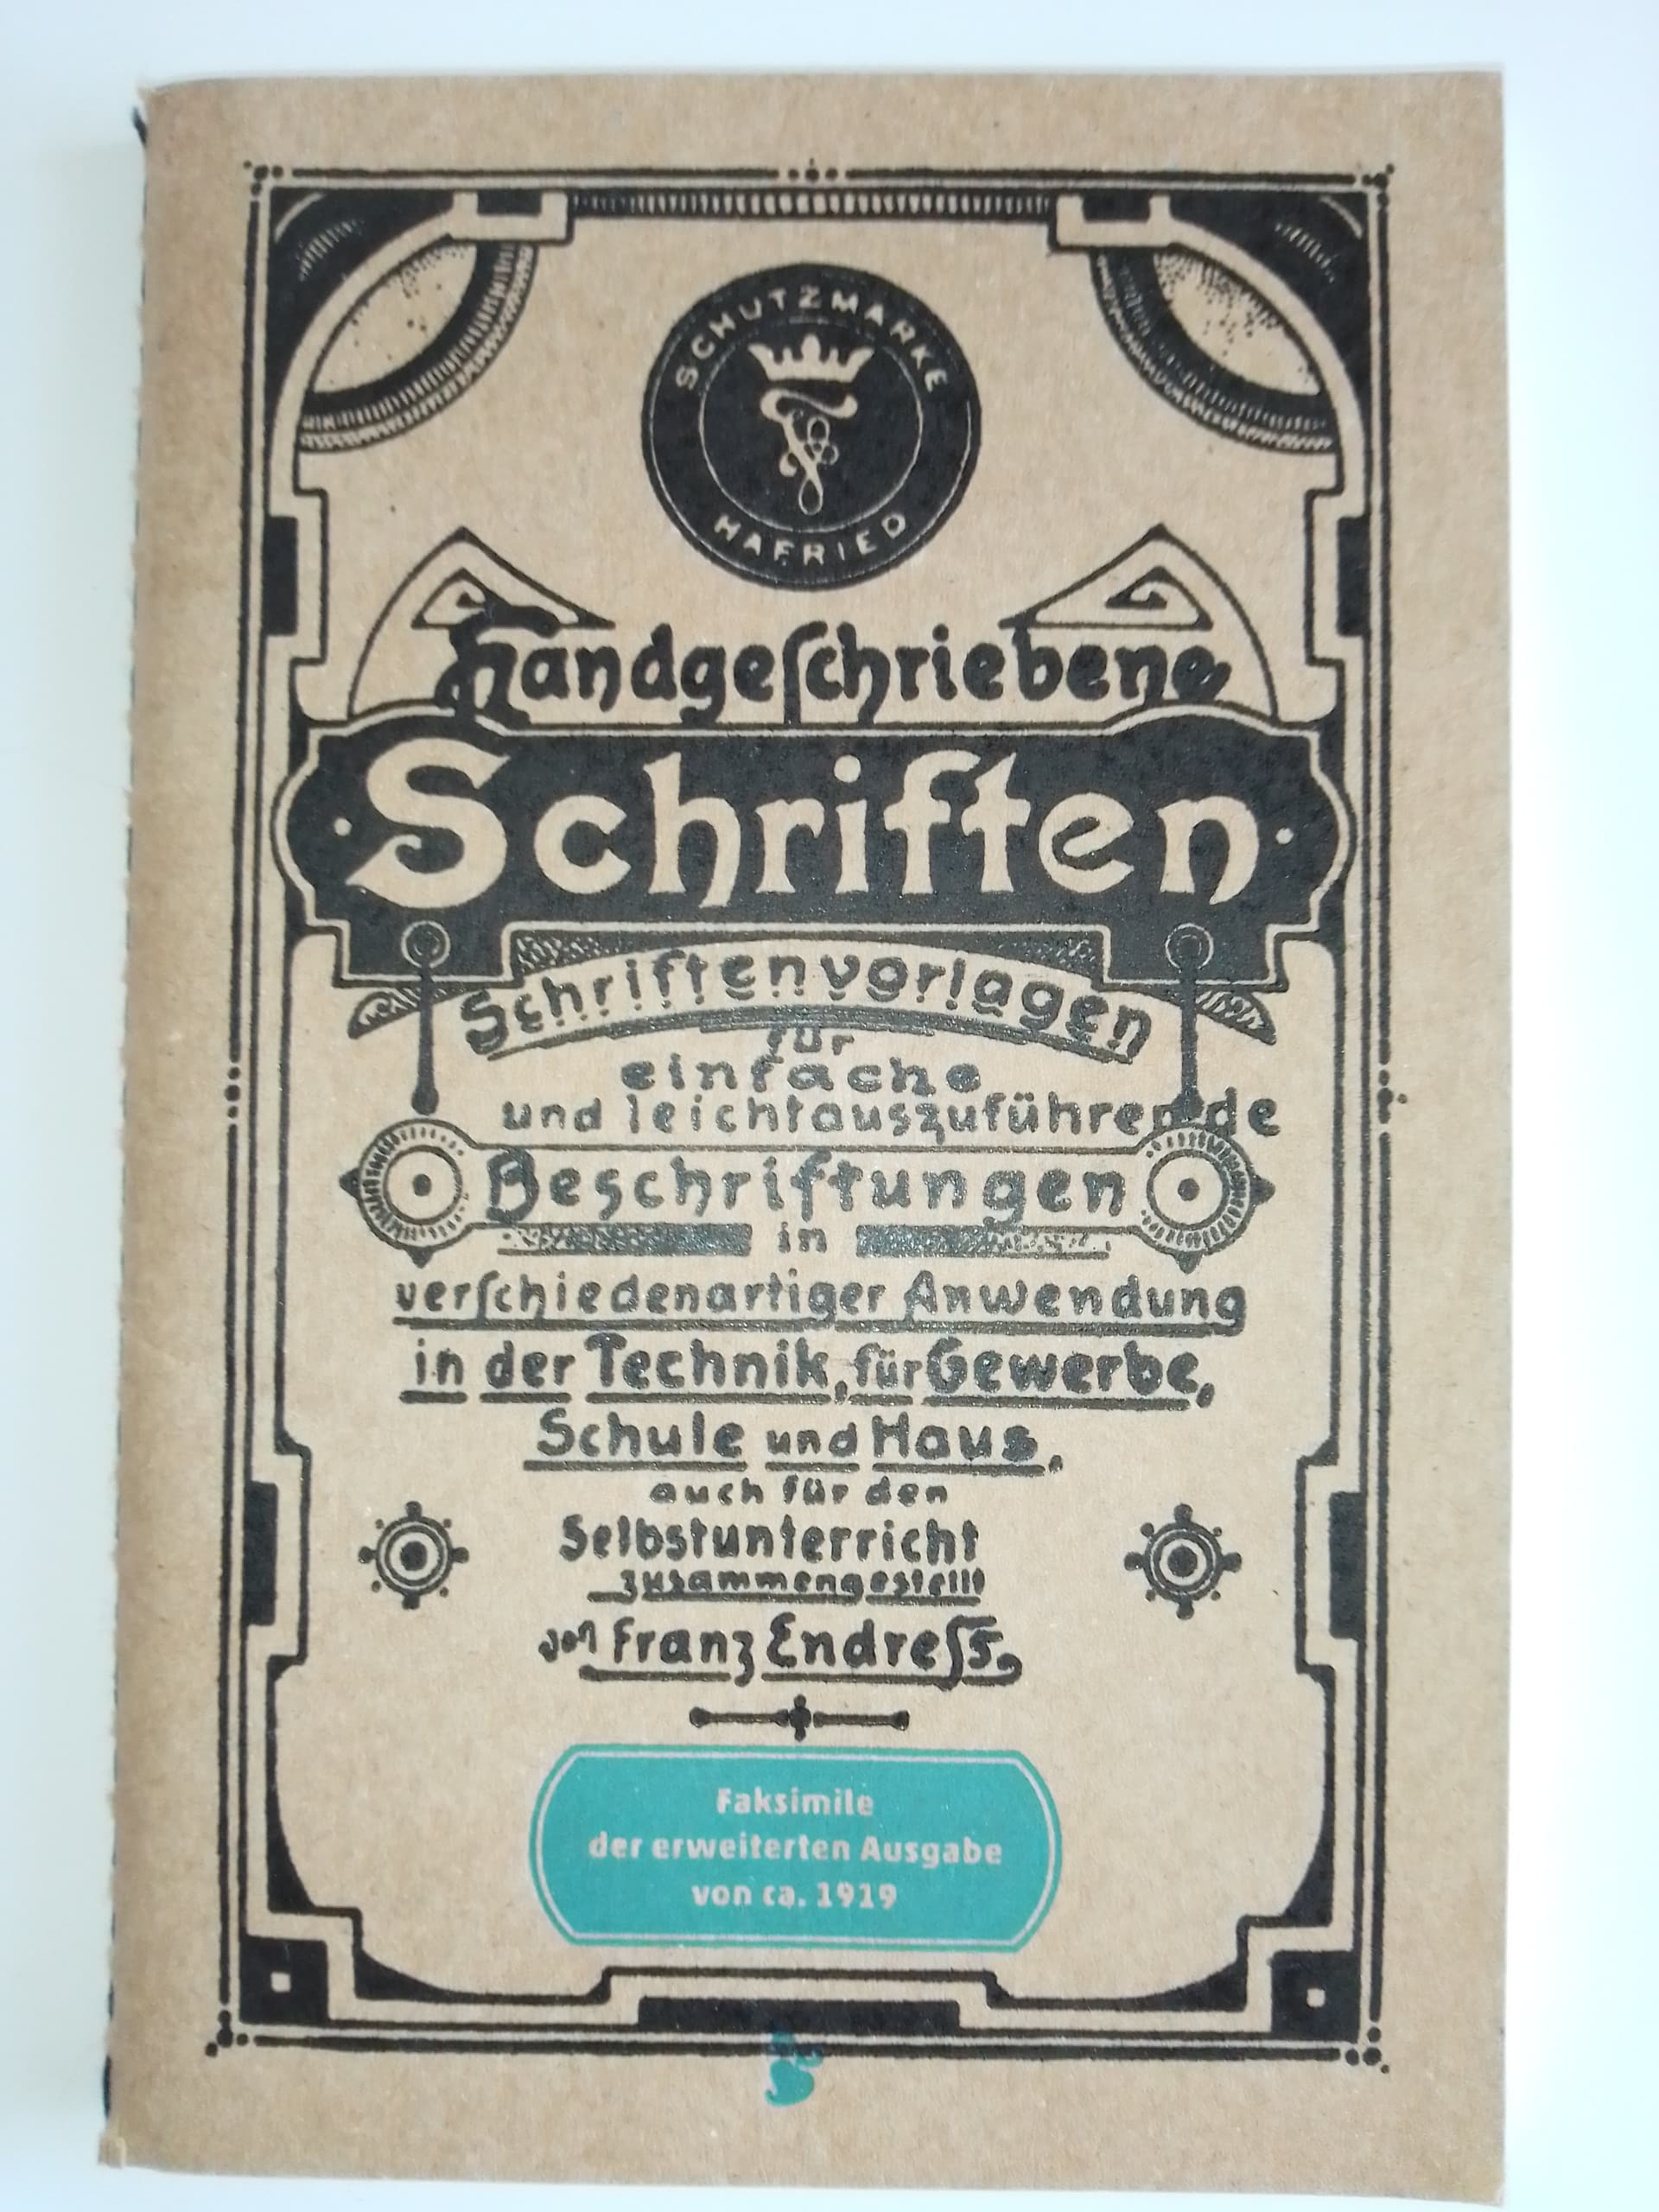 SCHUTZMARKE
HAFRIED
Handgeſchriebene
Schriften
Schriftenvorlagen
für
einfache
und leichtauszuführende
Beschriftungen
in
verſchiedenartiger Anwendung
in der Technik, für Gewerbe,
Schule und Haus.
auch für den
Selbstunterricht
zusammengestellt
von Franz Endreſs.
Faksimile
der erweiterten Ausgabe
von ca. 1919